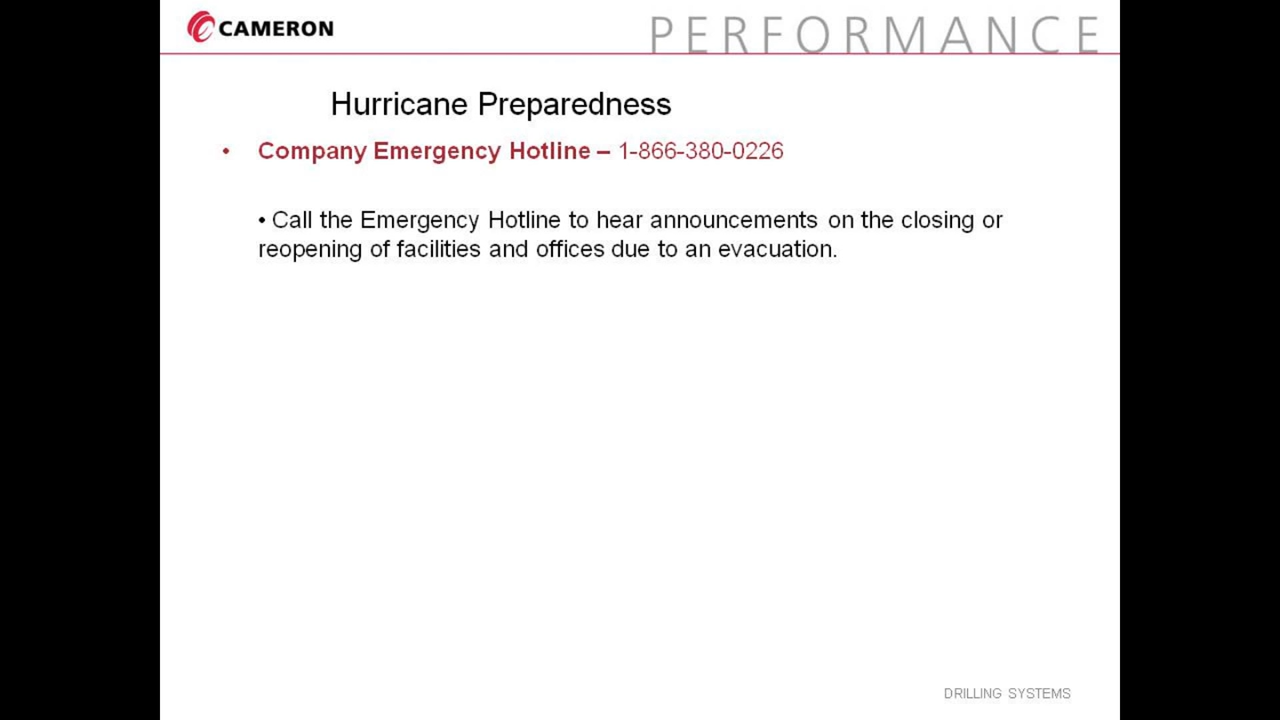 CAMERON
PERFORMANCE
Hurricane Preparedness
• Company Emergency Hotline – 1-866-380-0226
• Call the Emergency Hotline to hear announcements on the closing or
reopening of facilities and offices due to an evacuation.
DRILLING SYSTEMS